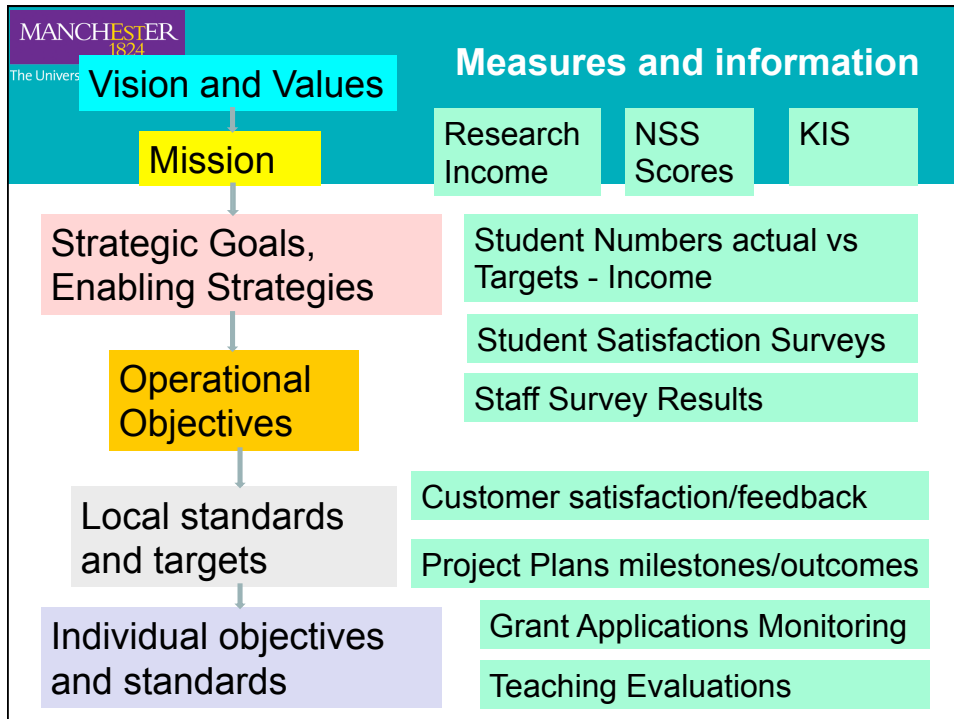 MANCHESTER
1824
The Univers
Measures and information
Vision and Values
Mission
Strategic Goals,
Enabling Strategies
Operational
Objectives
Local standards
and targets
Individual objectives
and standards
Research
Income
NSS
Scores
KIS
Student Numbers actual vs
Targets - Income
Student Satisfaction Surveys
Staff Survey Results
Customer satisfaction/feedback
Project Plans milestones/outcomes
Grant Applications Monitoring
Teaching Evaluations